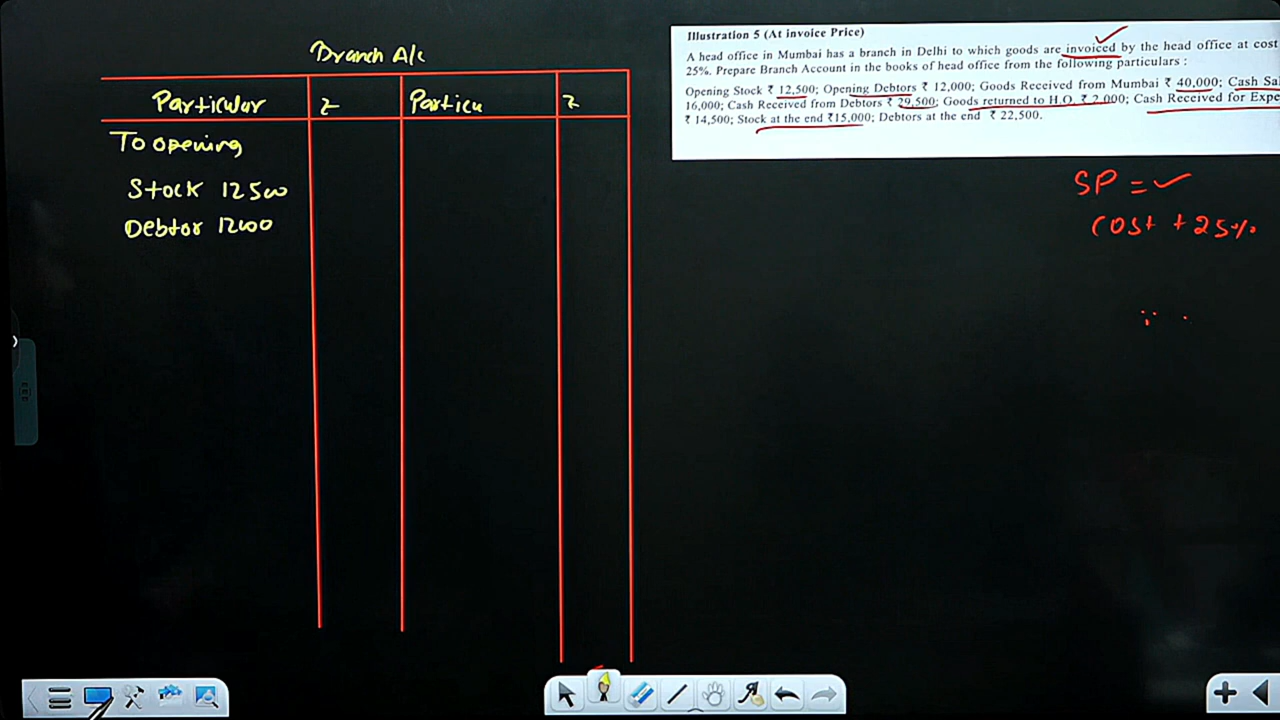 Branch A/c
Particular ₹ Particu ₹
To opening
Stock 12500
Debtor 12000
Illustration 5 (At invoice Price)
A head office in Mumbai has a branch in Delhi to which goods are invoiced by the head office at cost
25%. Prepare Branch Account in the books of head office from the following particulars :
Opening Stock ₹ 12,500; Opening Debtors ₹ 12,000; Goods Received from Mumbai ₹ 40,000; Cash Sal
16,000; Cash Received from Debtors ₹ 29,500; Goods returned to H.O. ₹ 2,000; Cash Received for Expe
₹ 14,500; Stock at the end ₹15,000; Debtors at the end ₹ 22,500.
SP =
Cost + 25%